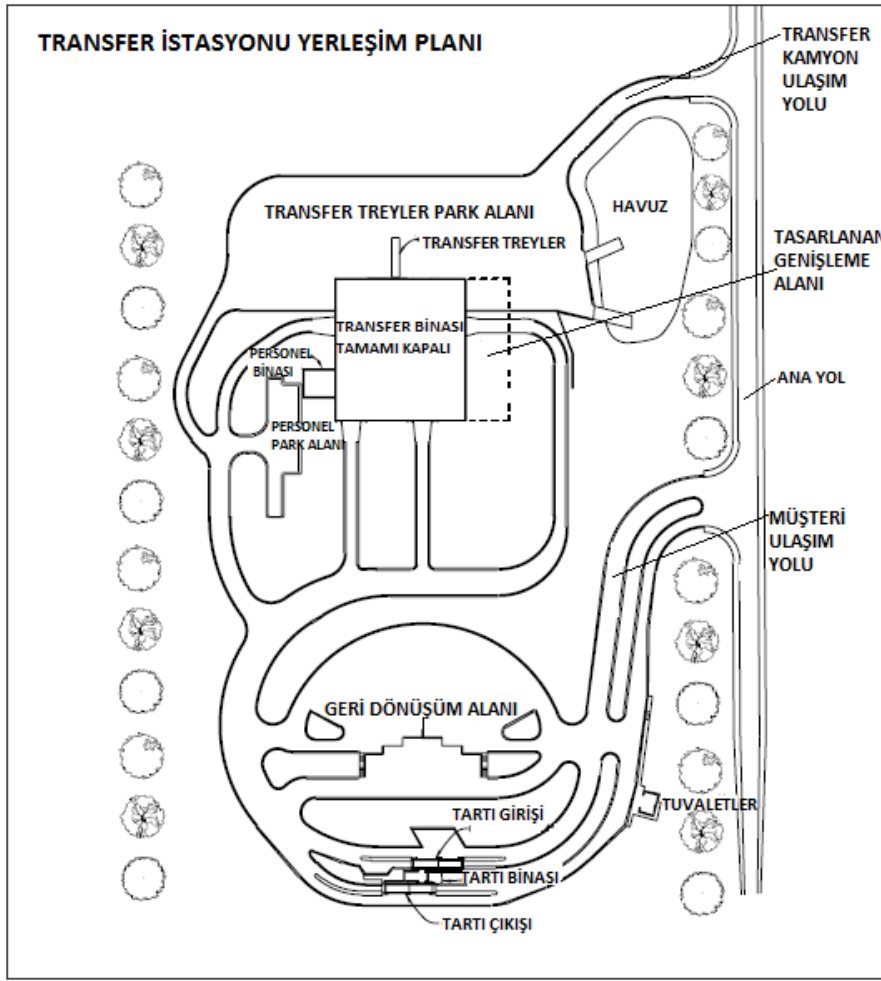 TRANSFER İSTASYONU YERLEŞİM PLANI
TRANSFER
KAMYON
ULAŞIM
YOLU
HAVUZ
TRANSFER TREYLER PARK ALANI
TRANSFER TREYLER
TASARLANAN
GENİŞLEME
ALANI
TRANSFER BİNASI
TAMAMI KAPALI
PERSONEL
BİNASI
ANA YOL
PERSONEL
PARK ALANI
MÜŞTERİ
ULAŞIM
YOLU
GERİ DÖNÜŞÜM ALANI
TUVALETLER
TARTI GİRİŞİ
TARTI BİNASI
TARTI ÇIKIŞI